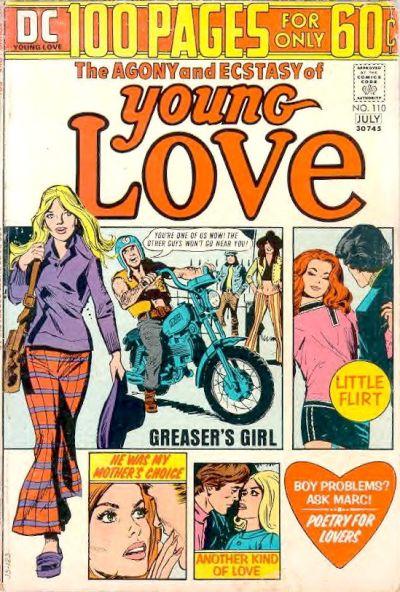 DC
YOUNG LOVE
100 PAGES FOR ONLY 60¢
The AGONY and ECSTASY of
young
LOVE
APPROVED
BY THE
COMICS
CODE
AUTHORITY
NO. 110
JULY
30745
YOU'RE ONE OF US NOW! THE
OTHER GUYS WON'T GO NEAR YOU!
GREASER'S GIRL
LITTLE
FLIRT
HE WAS MY
MOTHER'S CHOICE
ANOTHER KIND
OF LOVE
BOY PROBLEMS?
ASK MARC!
POETRY FOR
LOVERS